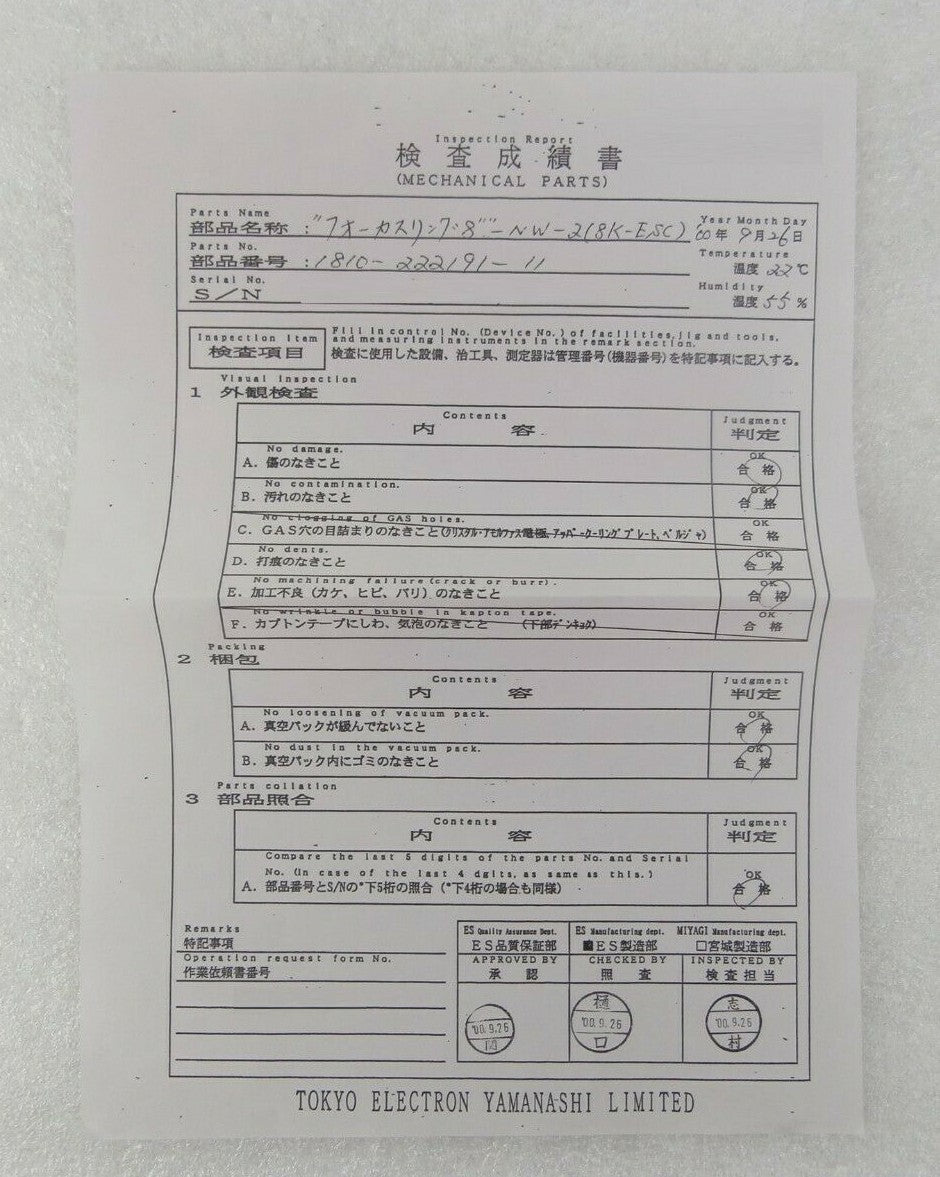 Inspection Report
検査成績書
(MECHANICAL PARTS)
Parts Name
部品名称 : "フォーカスリング8"-NW-2(8K-ESC)
Year Month Day
'00年 9月26日
Parts No.
部品番号 : 1810-222191-11
Temperature
温度 22℃
Serial No.
S/N
Humidity
湿度 55%
Inspection item
検査項目
Fill in control No. (Device No.) of facilities, jig and tools,
and measuring instruments in the remark section.
検査に使用した設備、治工具、測定器は管理番号(機器番号)を特記事項に記入する。
Visual inspection
1 外観検査
Contents Judgment
内 容 判定
No damage. OK
A. 傷のなきこと 合 格
No contamination. OK
B. 汚れのなきこと 合 格
No clogging of GAS holes. OK
C. GAS穴の目詰まりのなきこと(クリスタル・アモルファス電極、アッパークーリングプレート、ベルジャ) 合 格
No dents. OK
D. 打痕のなきこと 合 格
No machining failure (crack or burr). OK
E. 加工不良(カケ、ヒビ、バリ)のなきこと 合 格
No wrinkle or bubble in kapton tape. OK
F. カプトンテープにしわ、気泡のなきこと (下部デンキョク) 合 格
Packing
2 梱包
Contents Judgment
内 容 判定
No loosening of vacuum pack. OK
A. 真空パックが緩んでないこと 合 格
No dust in the vacuum pack. OK
B. 真空パック内にゴミのなきこと 合 格
Parts collation
3 部品照合
Contents Judgment
内 容 判定
Compare the last 5 digits of the parts No. and Serial
No. (In case of the last 4 dgits, as same as this.) OK
A. 部品番号とS/Nの*下5桁の照合 (*下4桁の場合も同様) 合 格
Remarks
特記事項
Operation request form No.
作業依頼書番号
ES Quality Assurance Dept. ES Manufacturing dept. MIYAGI Manufacturing dept.
ES品質保証部 ■ES製造部 □宮城製造部
APPROVED BY CHECKED BY INSPECTED BY
承 認 照 査 検査担当
'00.9.26
関
樋
'00.9.26
口
志
'00.9.26
村
TOKYO ELECTRON YAMANASHI LIMITED